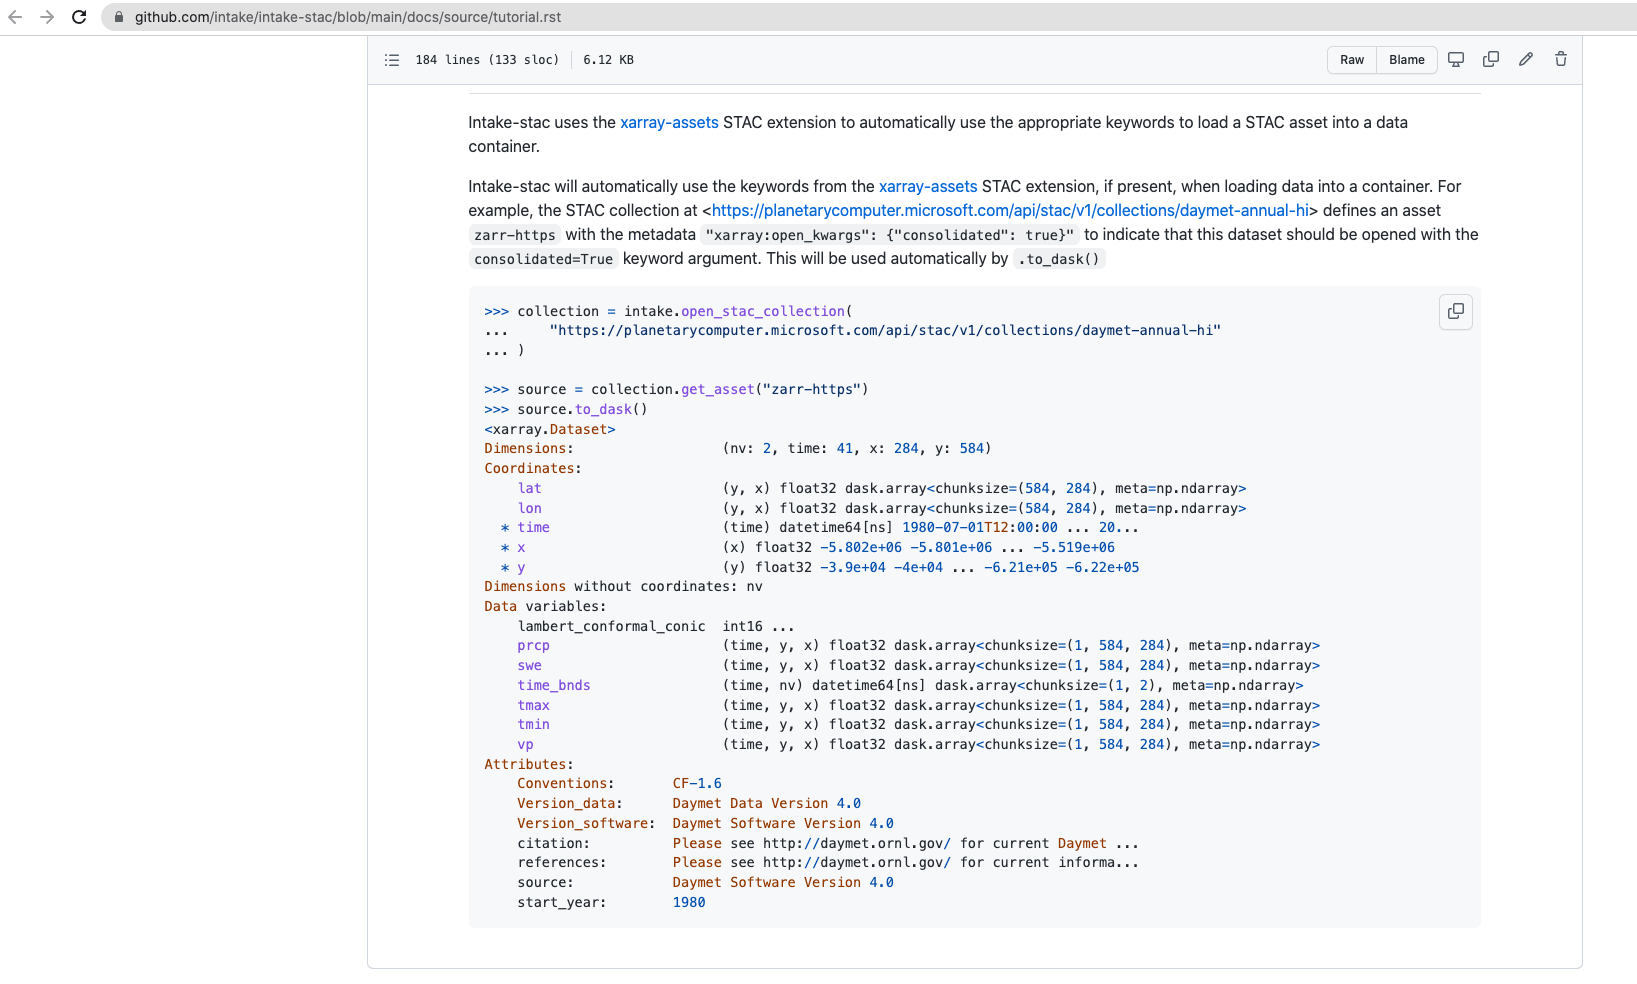 github.com/intake/intake-stac/blob/main/docs/source/tutorial.rst
184 lines (133 sloc) 6.12 KB Raw Blame
Intake-stac uses the xarray-assets STAC extension to automatically use the appropriate keywords to load a STAC asset into a data
container.
Intake-stac will automatically use the keywords from the xarray-assets STAC extension, if present, when loading data into a container. For
example, the STAC collection at <https://planetarycomputer.microsoft.com/api/stac/v1/collections/daymet-annual-hi> defines an asset
zarr-https with the metadata "xarray:open_kwargs": {"consolidated": true}" to indicate that this dataset should be opened with the
consolidated=True keyword argument. This will be used automatically by .to_dask()
>>> collection = intake.open_stac_collection(
...     "https://planetarycomputer.microsoft.com/api/stac/v1/collections/daymet-annual-hi"
... )
>>> source = collection.get_asset("zarr-https")
>>> source.to_dask()
<xarray.Dataset>
Dimensions:                  (nv: 2, time: 41, x: 284, y: 584)
Coordinates:
    lat                      (y, x) float32 dask.array<chunksize=(584, 284), meta=np.ndarray>
    lon                      (y, x) float32 dask.array<chunksize=(584, 284), meta=np.ndarray>
  * time                     (time) datetime64[ns] 1980-07-01T12:00:00 ... 20...
  * x                        (x) float32 -5.802e+06 -5.801e+06 ... -5.519e+06
  * y                        (y) float32 -3.9e+04 -4e+04 ... -6.21e+05 -6.22e+05
Dimensions without coordinates: nv
Data variables:
    lambert_conformal_conic  int16 ...
    prcp                     (time, y, x) float32 dask.array<chunksize=(1, 584, 284), meta=np.ndarray>
    swe                      (time, y, x) float32 dask.array<chunksize=(1, 584, 284), meta=np.ndarray>
    time_bnds                (time, nv) datetime64[ns] dask.array<chunksize=(1, 2), meta=np.ndarray>
    tmax                     (time, y, x) float32 dask.array<chunksize=(1, 584, 284), meta=np.ndarray>
    tmin                     (time, y, x) float32 dask.array<chunksize=(1, 584, 284), meta=np.ndarray>
    vp                       (time, y, x) float32 dask.array<chunksize=(1, 584, 284), meta=np.ndarray>
Attributes:
    Conventions:       CF-1.6
    Version_data:      Daymet Data Version 4.0
    Version_software:  Daymet Software Version 4.0
    citation:          Please see http://daymet.ornl.gov/ for current Daymet ...
    references:        Please see http://daymet.ornl.gov/ for current informa...
    source:            Daymet Software Version 4.0
    start_year:        1980